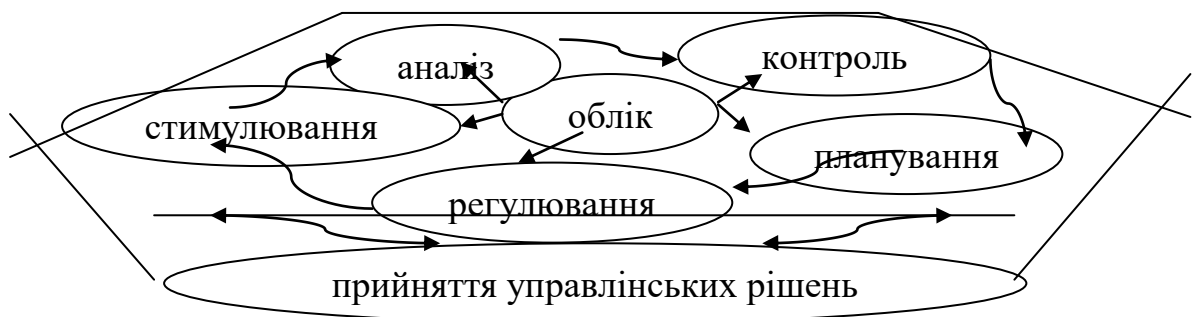 аналіз
контроль
стимулювання
облік
планування
регулювання
прийняття управлінських рішень